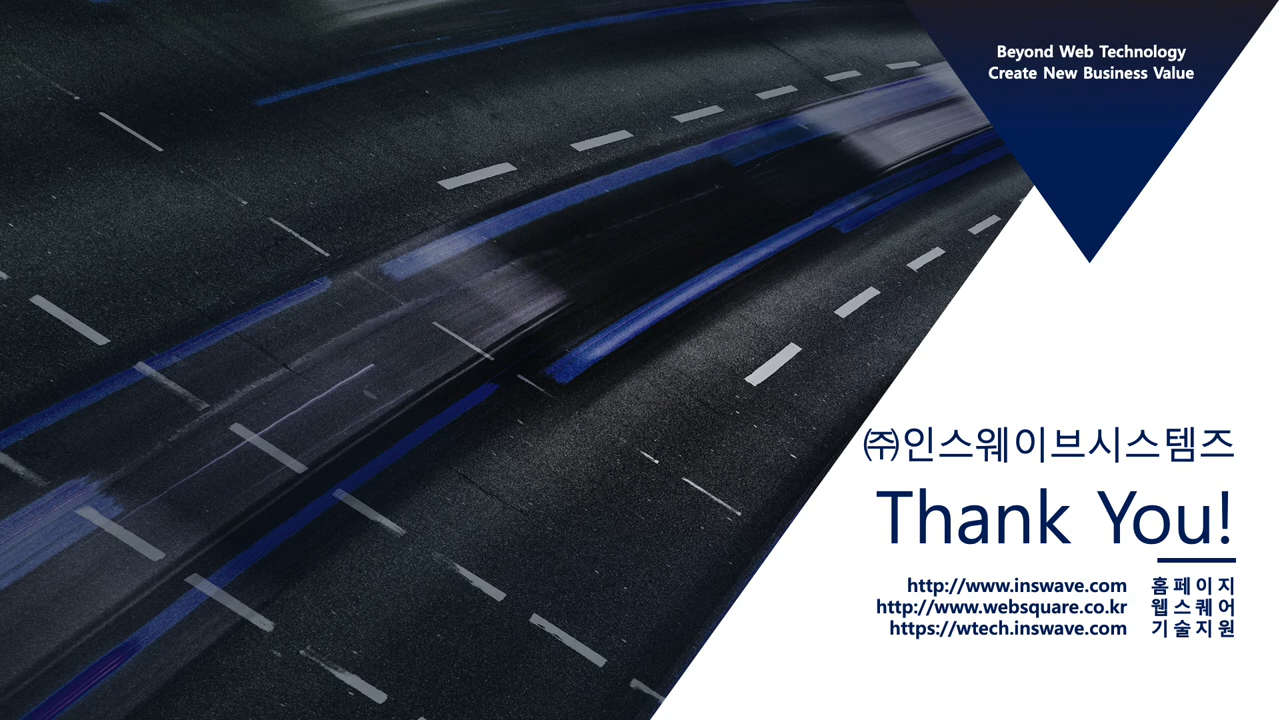 Beyond Web Technology
Create New Business Value
㈜인스웨이브시스템즈
Thank You!
http://www.inswave.com 홈페이지
http://www.websquare.co.kr 웹스퀘어
https://wtech.inswave.com 기술지원